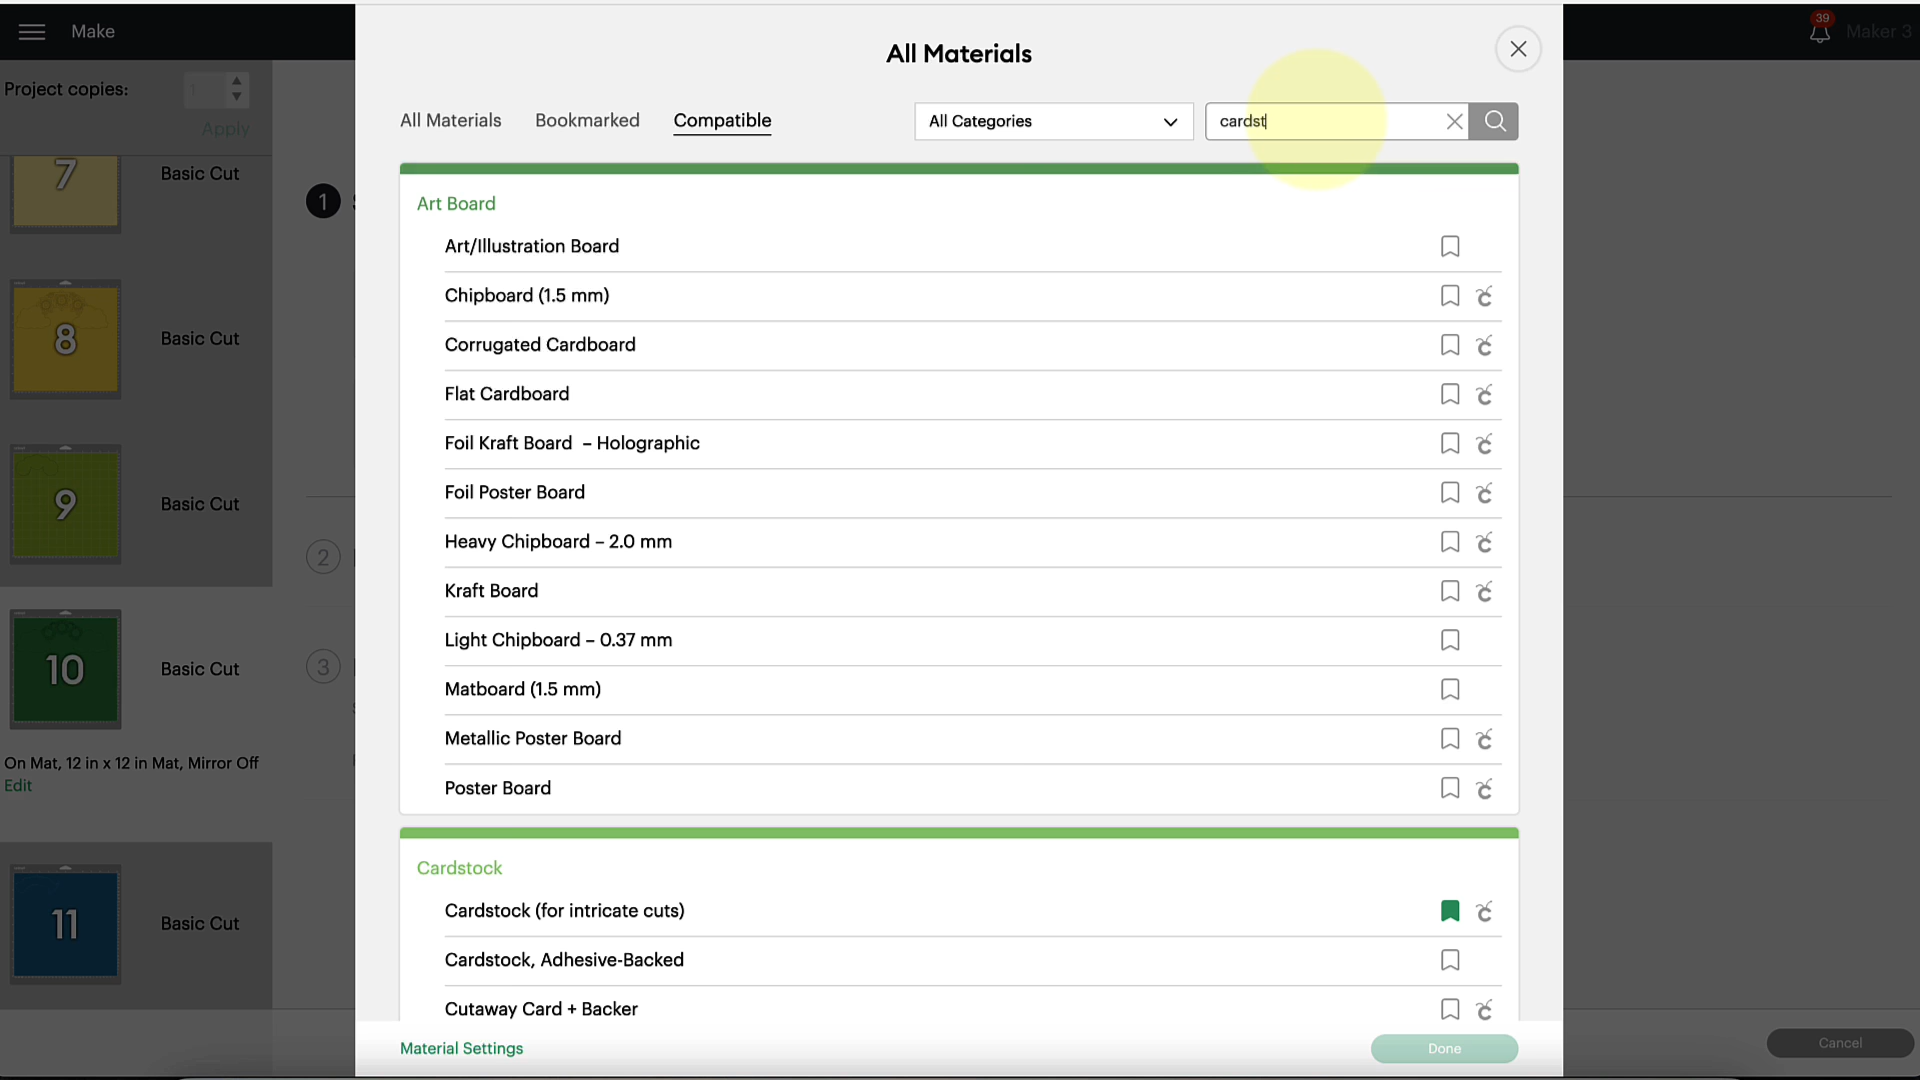 Make
39
Maker 3
Project copies:
1
Apply
7
Basic Cut
8
Basic Cut
9
Basic Cut
10
Basic Cut
On Mat, 12 in x 12 in Mat, Mirror Off
Edit
11
Basic Cut
1
2
3
All Materials
All Materials
Bookmarked
Compatible
All Categories
cardst
Art Board
Art/Illustration Board
Chipboard (1.5 mm)
Corrugated Cardboard
Flat Cardboard
Foil Kraft Board – Holographic
Foil Poster Board
Heavy Chipboard – 2.0 mm
Kraft Board
Light Chipboard – 0.37 mm
Matboard (1.5 mm)
Metallic Poster Board
Poster Board
Cardstock
Cardstock (for intricate cuts)
Cardstock, Adhesive-Backed
Cutaway Card + Backer
Material Settings
Done
Cancel